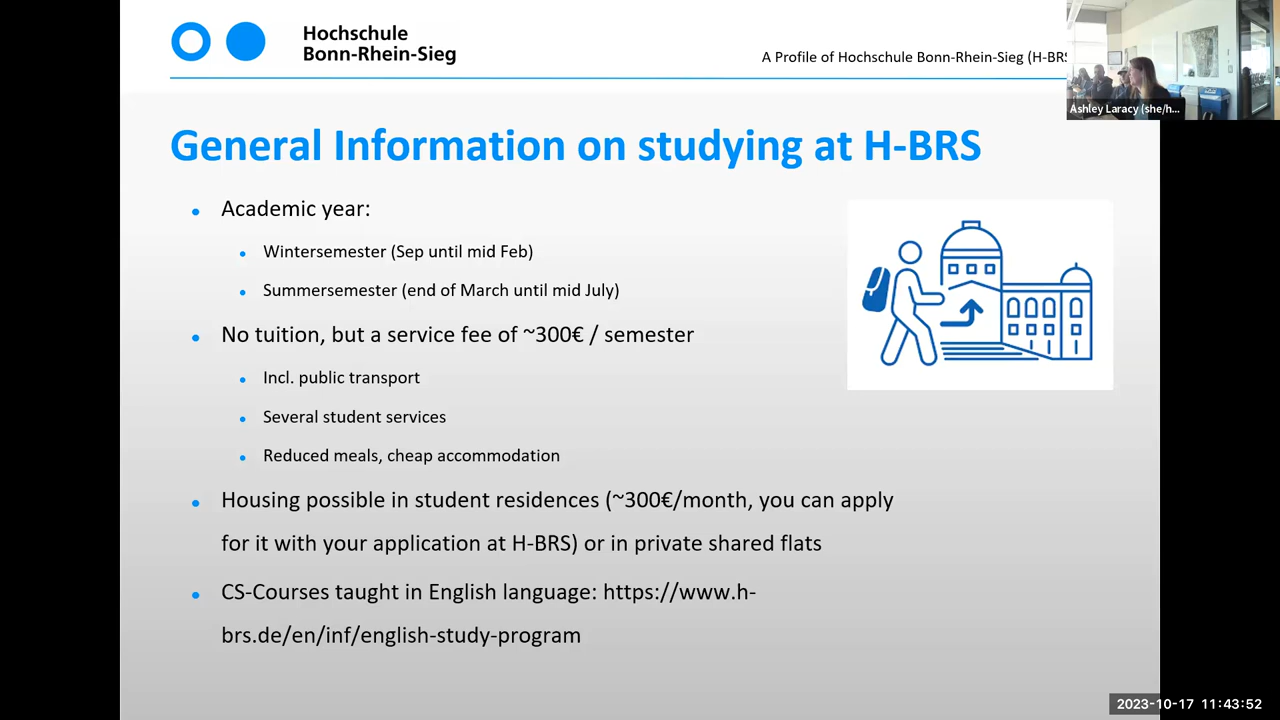 Hochschule
Bonn-Rhein-Sieg
A Profile of Hochschule Bonn-Rhein-Sieg (H-BRS
Ashley Laracy (she/h...
General Information on studying at H-BRS
Academic year:
Wintersemester (Sep until mid Feb)
Summersemester (end of March until mid July)
No tuition, but a service fee of ~300€ / semester
Incl. public transport
Several student services
Reduced meals, cheap accommodation
Housing possible in student residences (~300€/month, you can apply
for it with your application at H-BRS) or in private shared flats
CS-Courses taught in English language: https://www.h-
brs.de/en/inf/english-study-program
2023-10-17 11:43:52